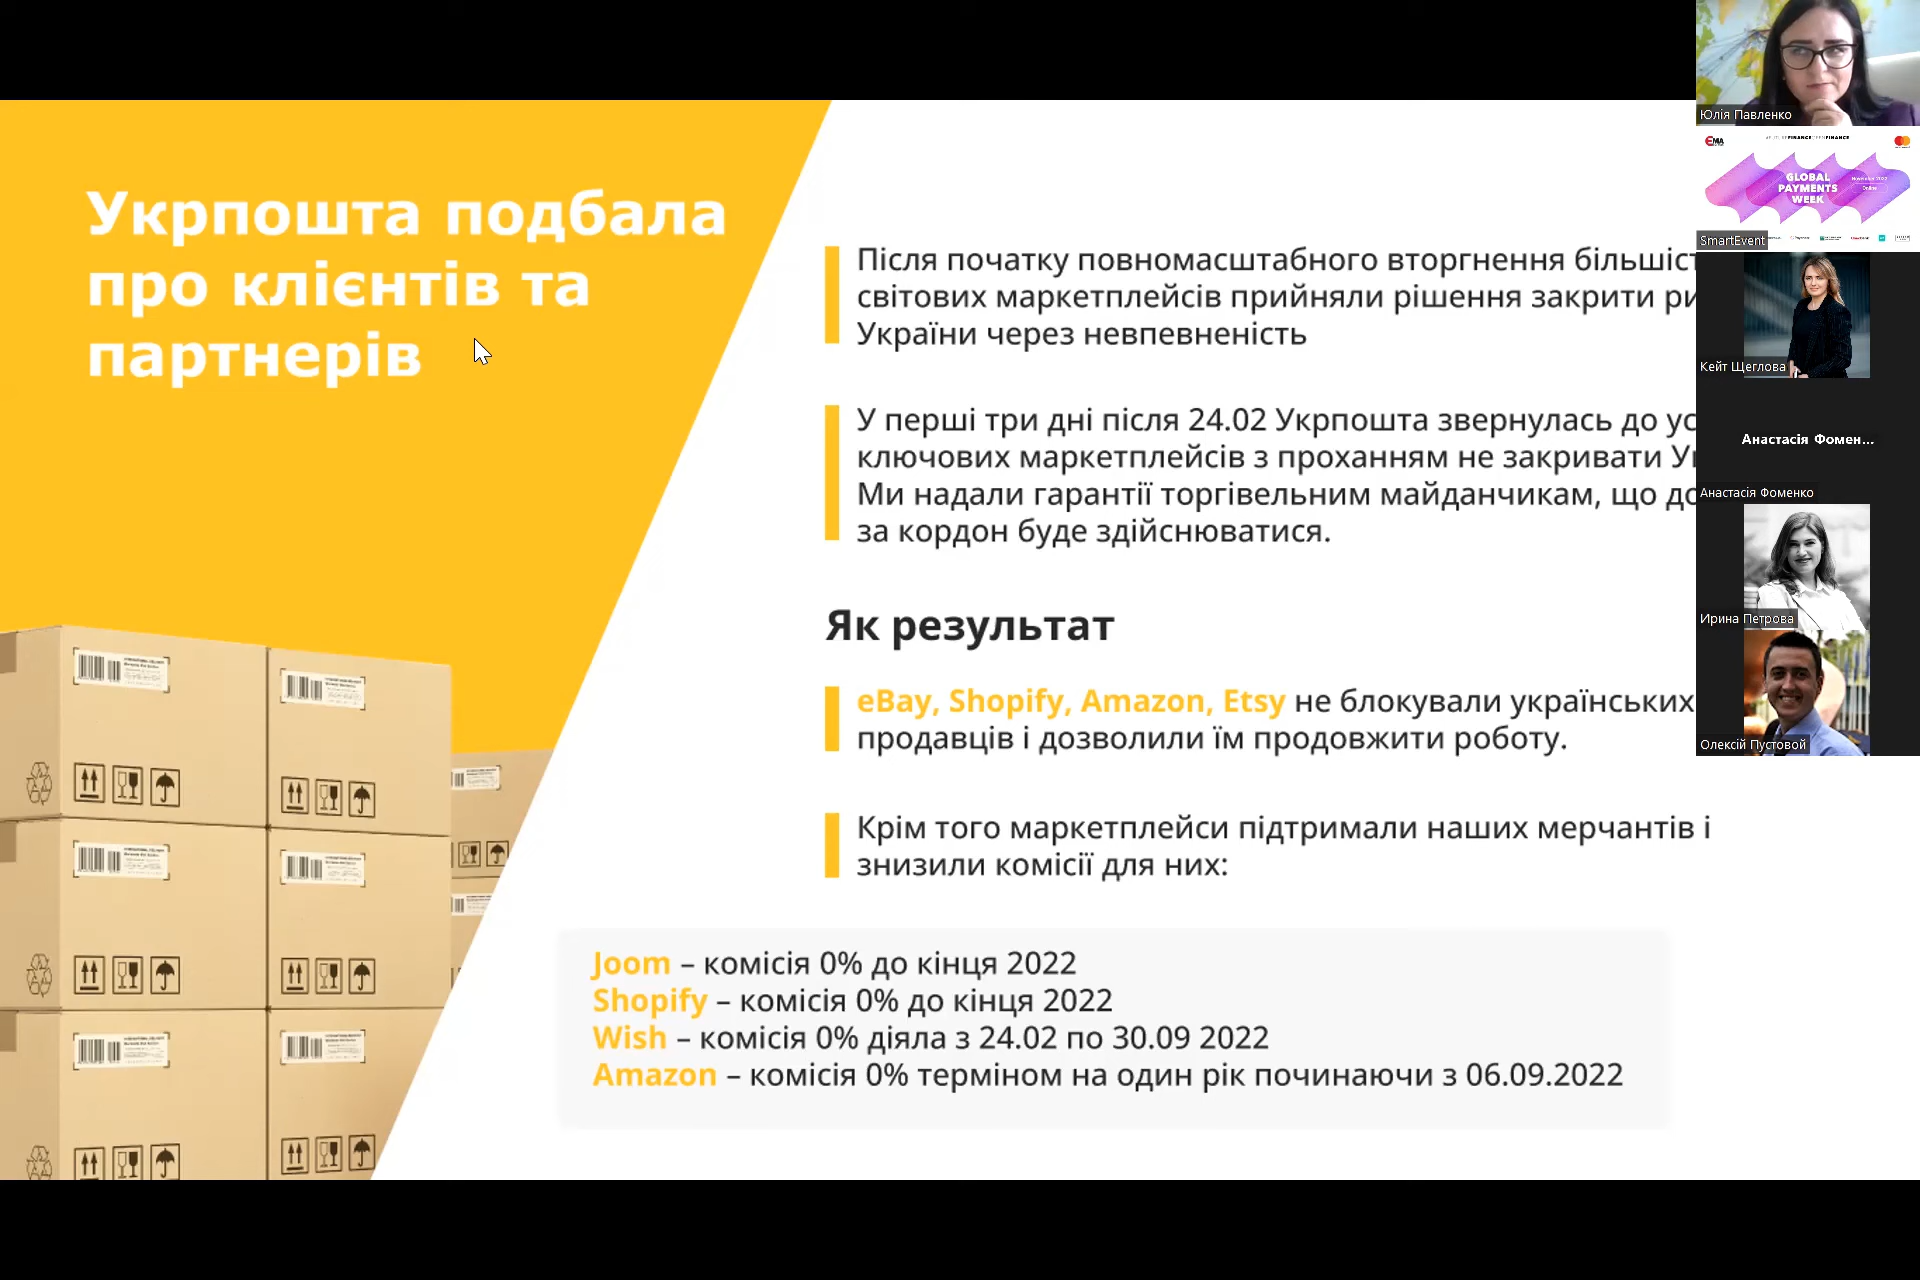 Укрпошта подбала
про клієнтів та
партнерів
Після початку повномасштабного вторгнення більшіст
світових маркетплейсів прийняли рішення закрити ри
України через невпевненість
У перші три дні після 24.02 Укрпошта звернулась до ус
ключових маркетплейсів з проханням не закривати Ук
Ми надали гарантії торгівельним майданчикам, що до
за кордон буде здійснюватися.
Як результат
eBay, Shopify, Amazon, Etsy не блокували українських
продавців і дозволили їм продовжити роботу.
Крім того маркетплейси підтримали наших мерчантів і
знизили комісії для них:
Joom – комісія 0% до кінця 2022
Shopify – комісія 0% до кінця 2022
Wish – комісія 0% діяла з 24.02 по 30.09 2022
Amazon – комісія 0% терміном на один рік починаючи з 06.09.2022
Юлія Павленко
EMA
GLOBAL
PAYMENTS
WEEK
November 2022
Online
SmartEvent
Кейт Щеглова
Анастасія Фомен...
Анастасія Фоменко
Ирина Петрова
Олексій Пустовой